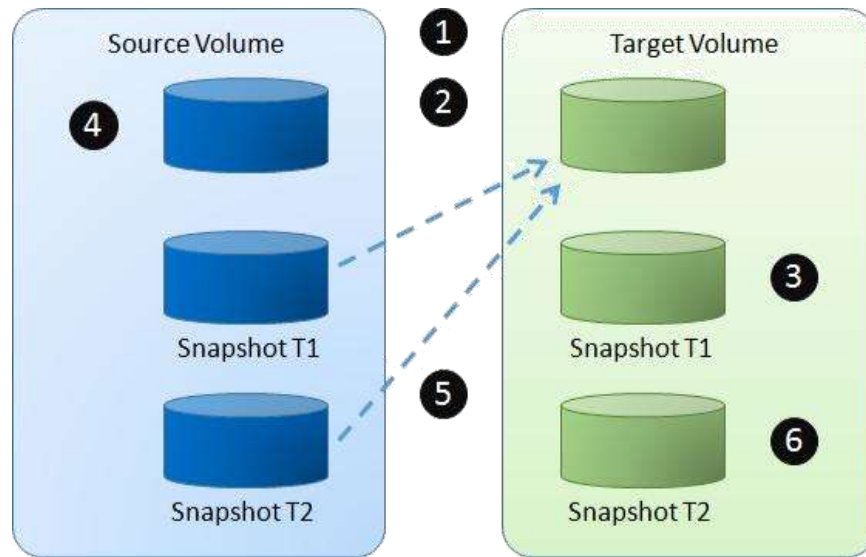 Source Volume
1
Target Volume
4
2
3
Snapshot T1
Snapshot T1
5
6
Snapshot T2
Snapshot T2